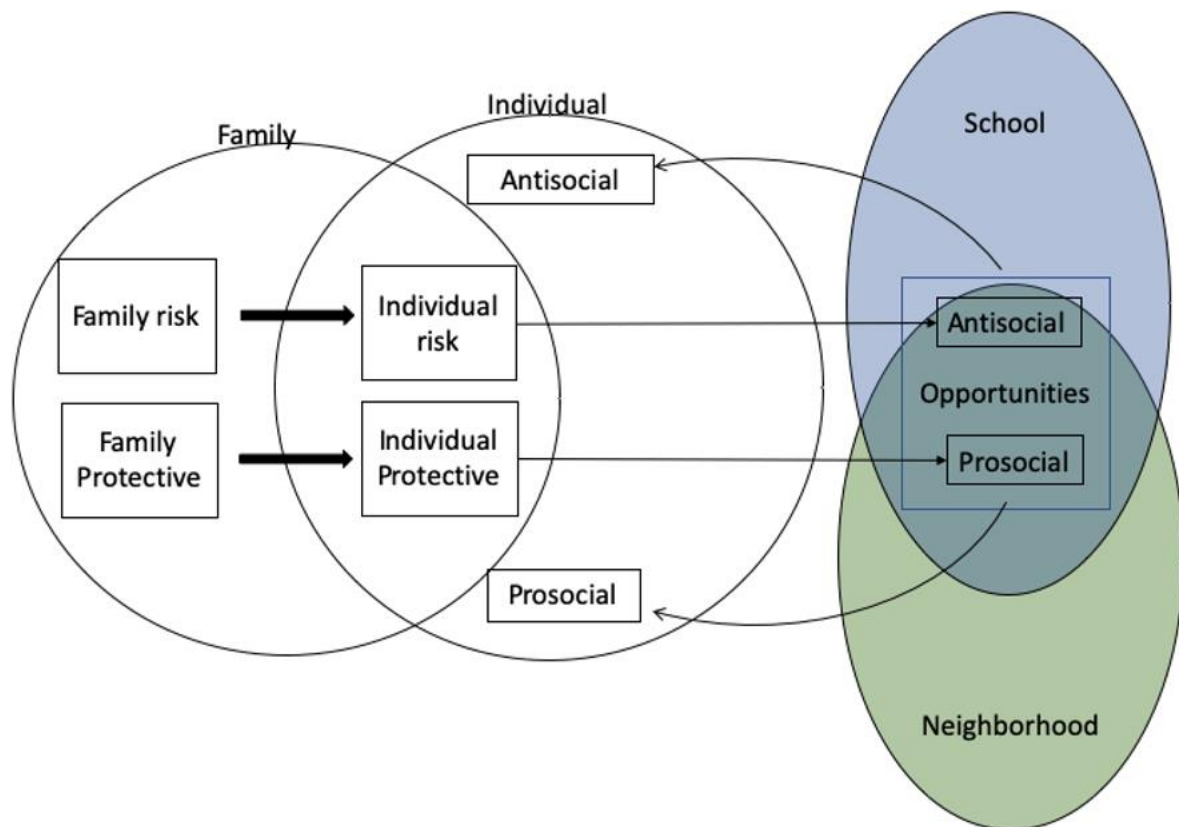 Individual
Family
School
Antisocial
Family risk
Individual
risk
Antisocial
Opportunities
Family
Protective
Individual
Protective
Prosocial
Prosocial
Neighborhood